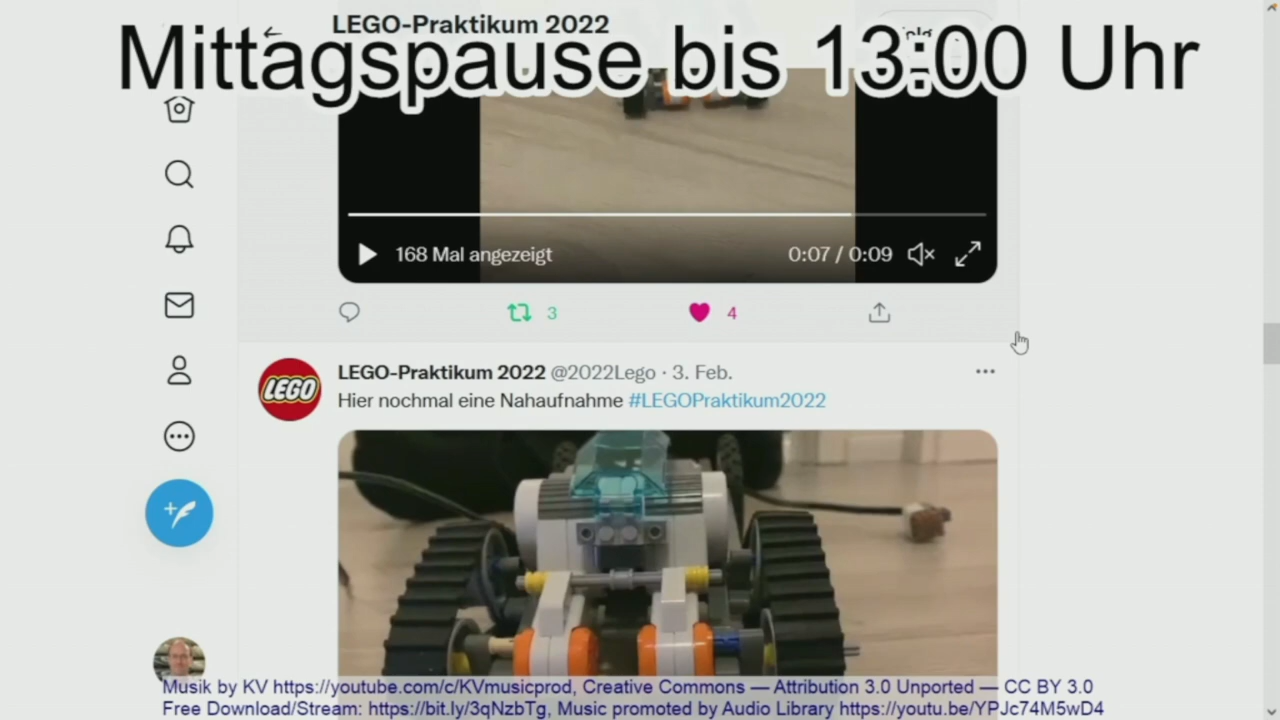 LEGO-Praktikum 2022
Mittagspause bis 13:00 Uhr
168 Mal angezeigt
0:07 / 0:09
3
4
LEGO
LEGO-Praktikum 2022 @2022Lego · 3. Feb.
Hier nochmal eine Nahaufnahme #LEGOPraktikum2022
Musik by KV https://youtube.com/c/KVmusicprod, Creative Commons — Attribution 3.0 Unported — CC BY 3.0
Free Download/Stream: https://bit.ly/3qNzbTg, Music promoted by Audio Library https://youtu.be/YPJc74M5wD4